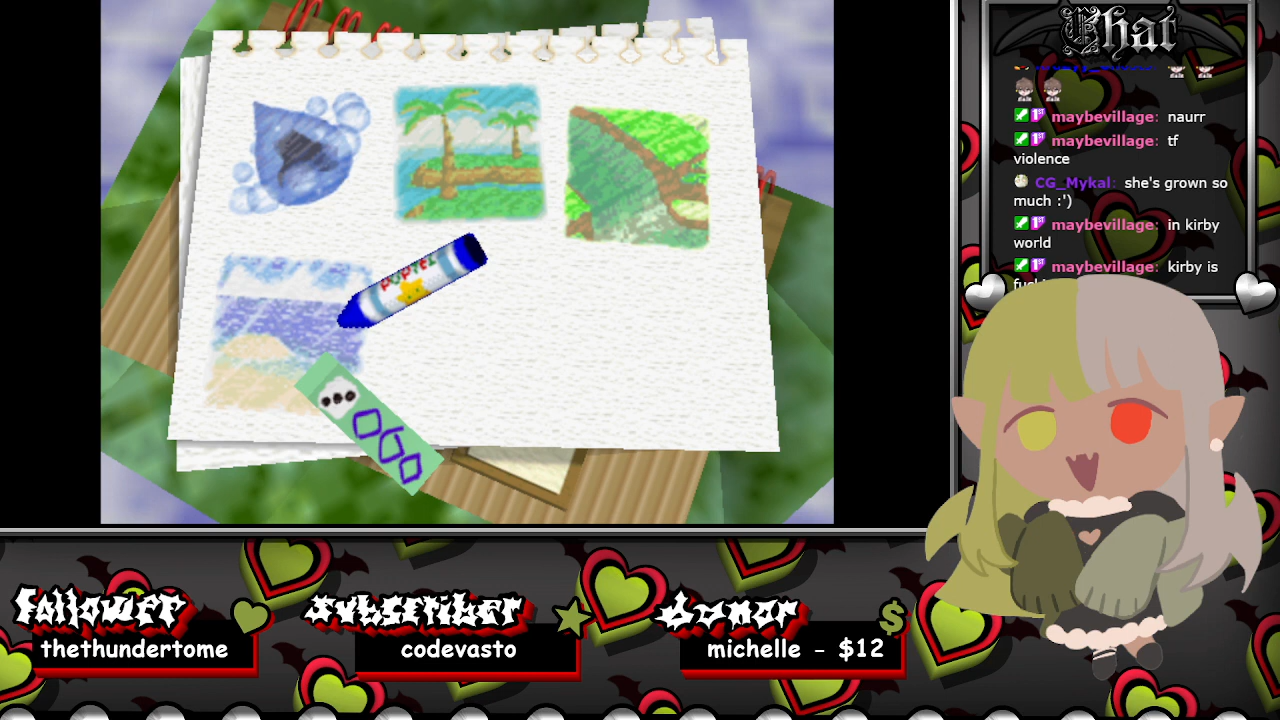 Chat
maybevillage: naurr
maybevillage: tf
violence
CG_Mykal: she's grown so
much :')
maybevillage: in kirby
world
maybevillage: kirby is
follower
thethundertome
subscriber
codevasto
donor
michelle - $12